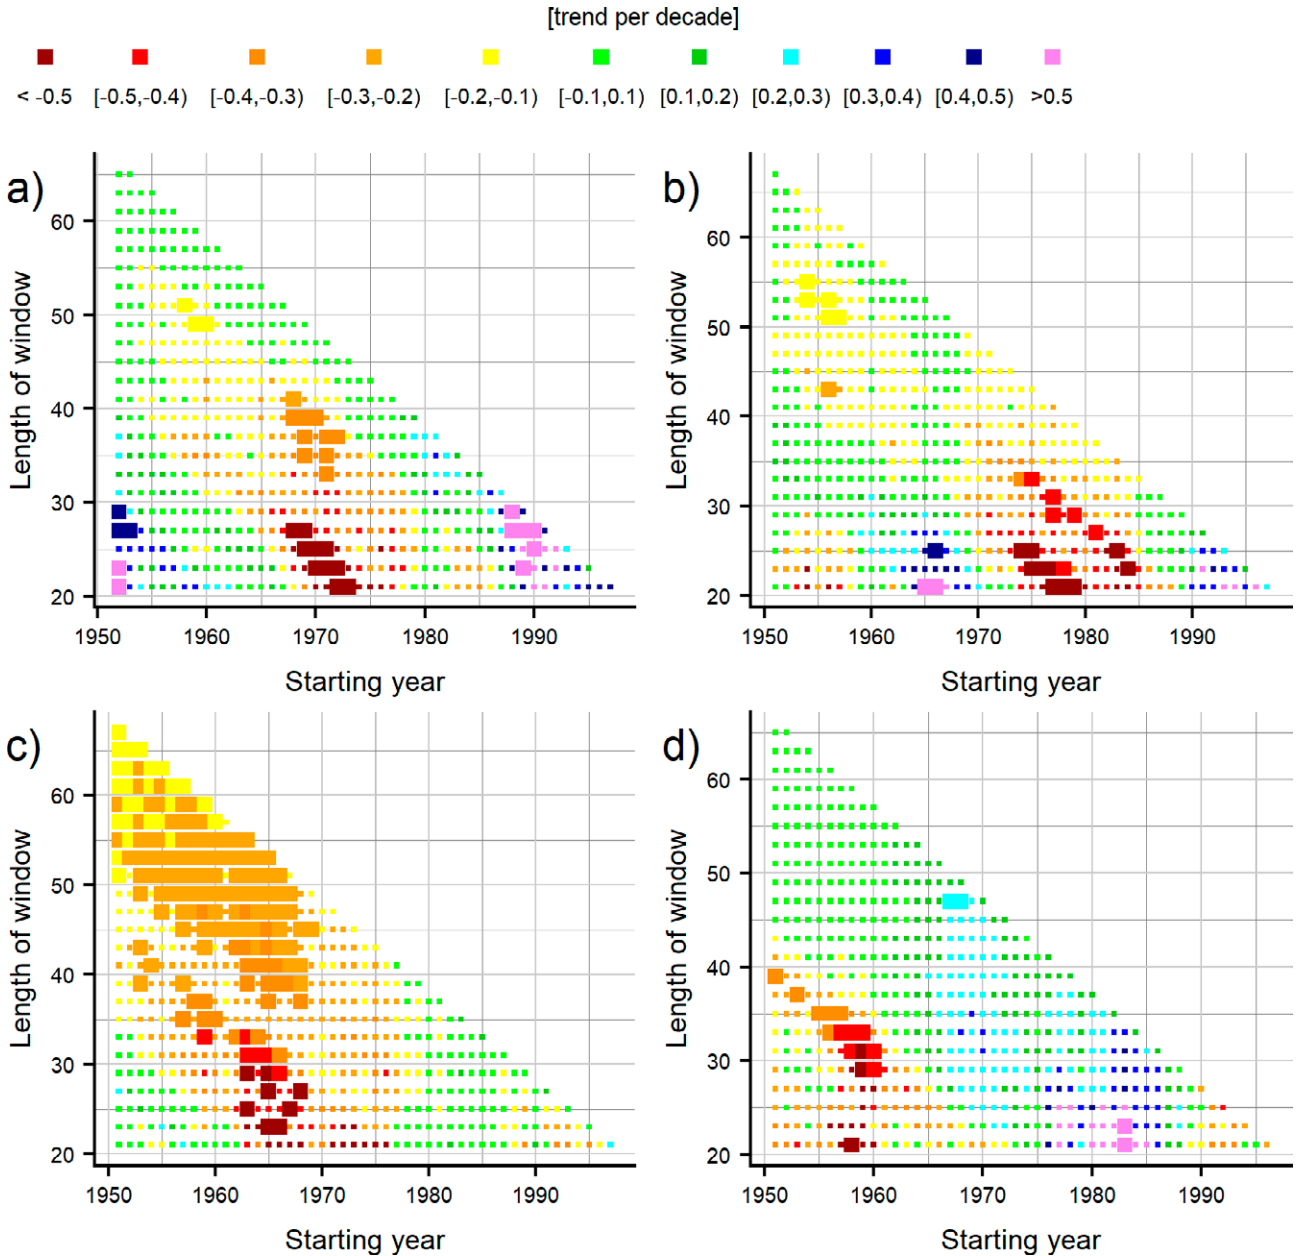 [trend per decade]
< -0.5 [-0.5,-0.4) [-0.4,-0.3) [-0.3,-0.2) [-0.2,-0.1) [-0.1,0.1) [0.1,0.2) [0.2,0.3) [0.3,0.4) [0.4,0.5) >0.5
a)
Length of window
60
50
40
30
20
1950 1960 1970 1980 1990
Starting year
b)
Length of window
60
50
40
30
20
1950 1960 1970 1980 1990
Starting year
c)
Length of window
60
50
40
30
20
1950 1960 1970 1980 1990
Starting year
d)
Length of window
60
50
40
30
20
1950 1960 1970 1980 1990
Starting year